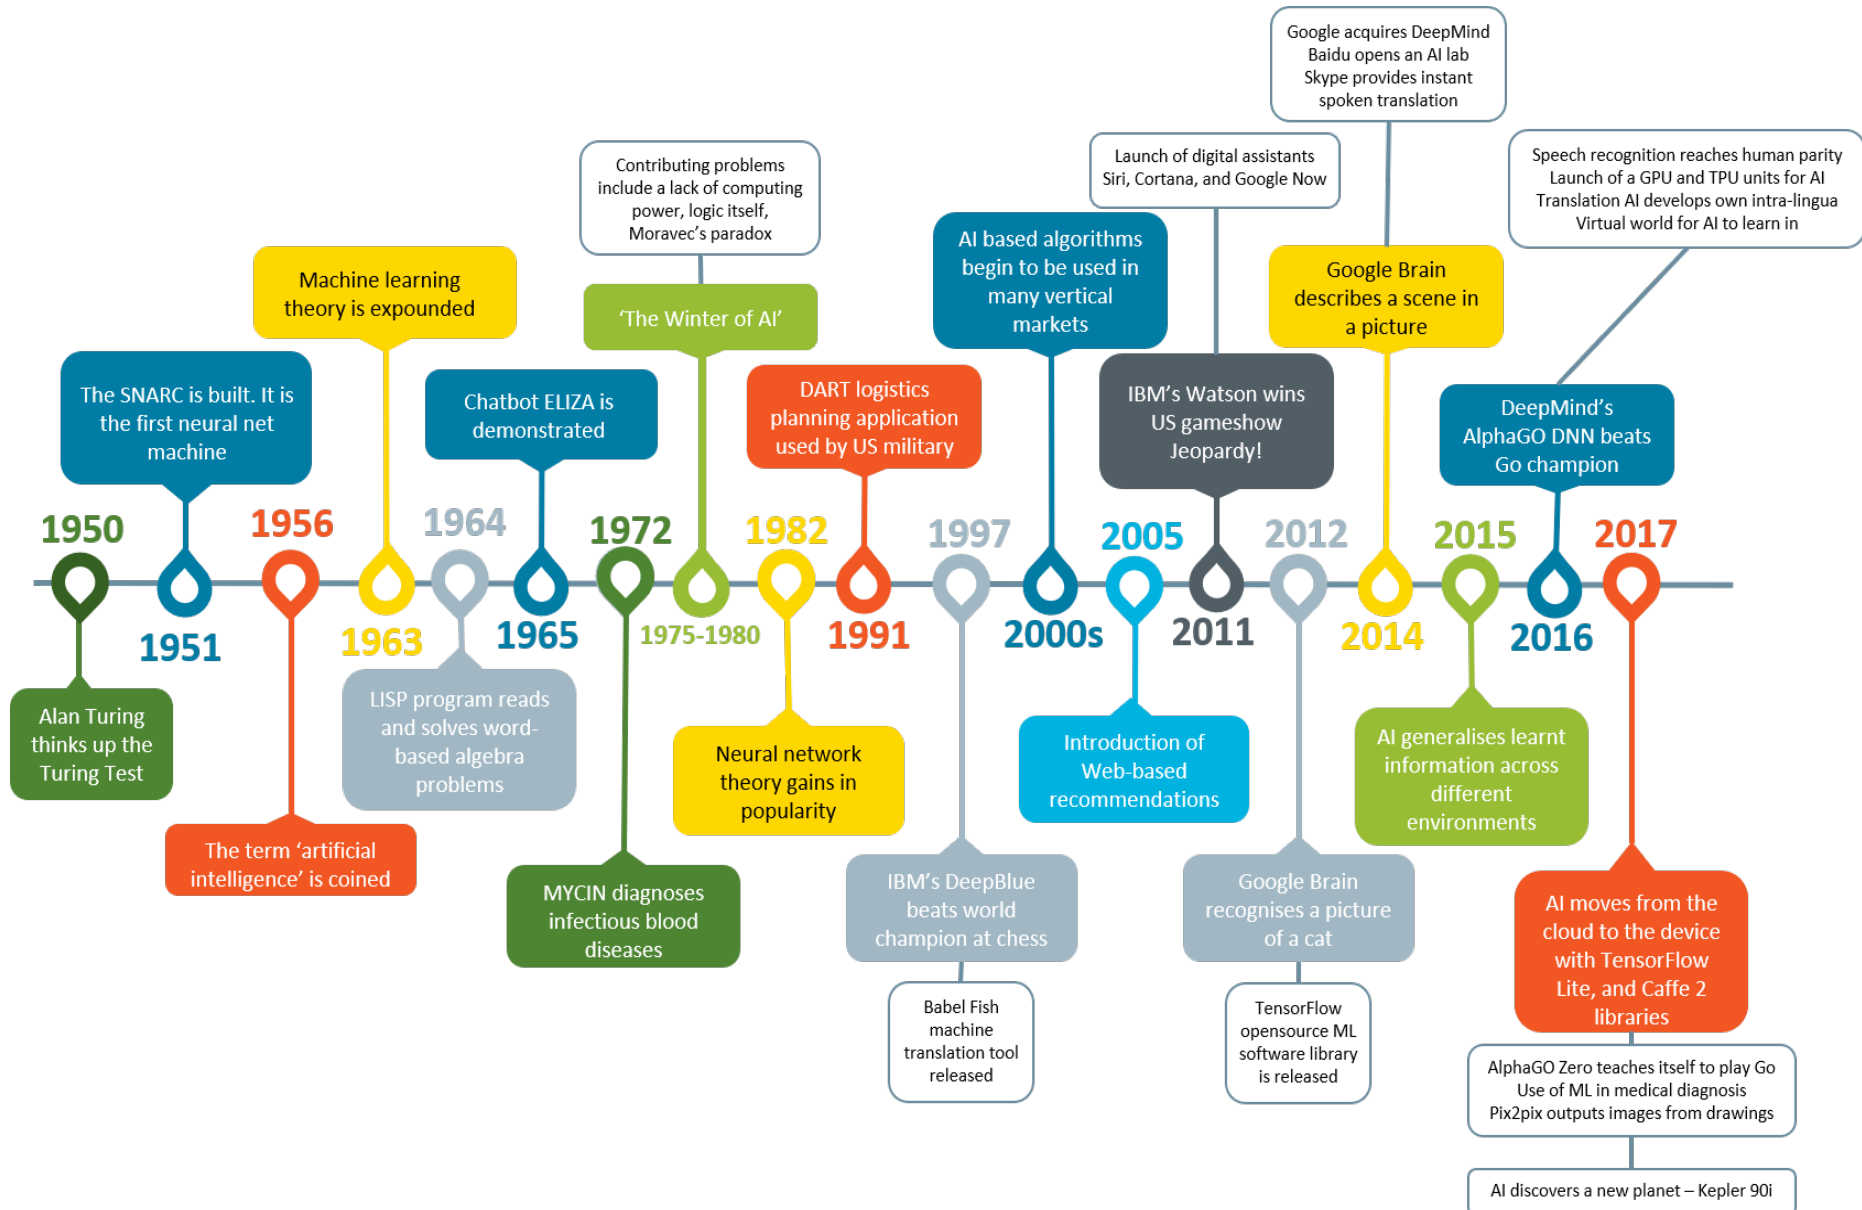 Google acquires DeepMind
Baidu opens an AI lab
Skype provides instant
spoken translation
Contributing problems
include a lack of computing
power, logic itself,
Moravec's paradox
Launch of digital assistants
Siri, Cortana, and Google Now
Speech recognition reaches human parity
Launch of a GPU and TPU units for AI
Translation AI develops own intra-lingua
Virtual world for AI to learn in
The SNARC is built. It is
the first neural net
machine
Machine learning
theory is expounded
Chatbot ELIZA is
demonstrated
'The Winter of AI'
DART logistics
planning application
used by US military
AI based algorithms
begin to be used in
many vertical
markets
IBM's Watson wins
US gameshow
Jeopardy!
Google Brain
describes a scene in
a picture
DeepMind's
AlphaGO DNN beats
Go champion
1950
1951
1956
1963
1964
1965
1972
1975-1980
1982
1991
1997
2000s
2005
2011
2012
2014
2015
2016
2017
Alan Turing
thinks up the
Turing Test
The term 'artificial
intelligence' is coined
LISP program reads
and solves word-
based algebra
problems
MYCIN diagnoses
infectious blood
diseases
Neural network
theory gains in
popularity
IBM's DeepBlue
beats world
champion at chess
Babel Fish
machine
translation tool
released
Introduction of
Web-based
recommendations
Google Brain
recognises a picture
of a cat
TensorFlow
opensource ML
software library
is released
AI generalises learnt
information across
different
environments
AI moves from the
cloud to the device
with TensorFlow
Lite, and Caffe 2
libraries
AlphaGO Zero teaches itself to play Go
Use of ML in medical diagnosis
Pix2pix outputs images from drawings
AI discovers a new planet – Kepler 90i